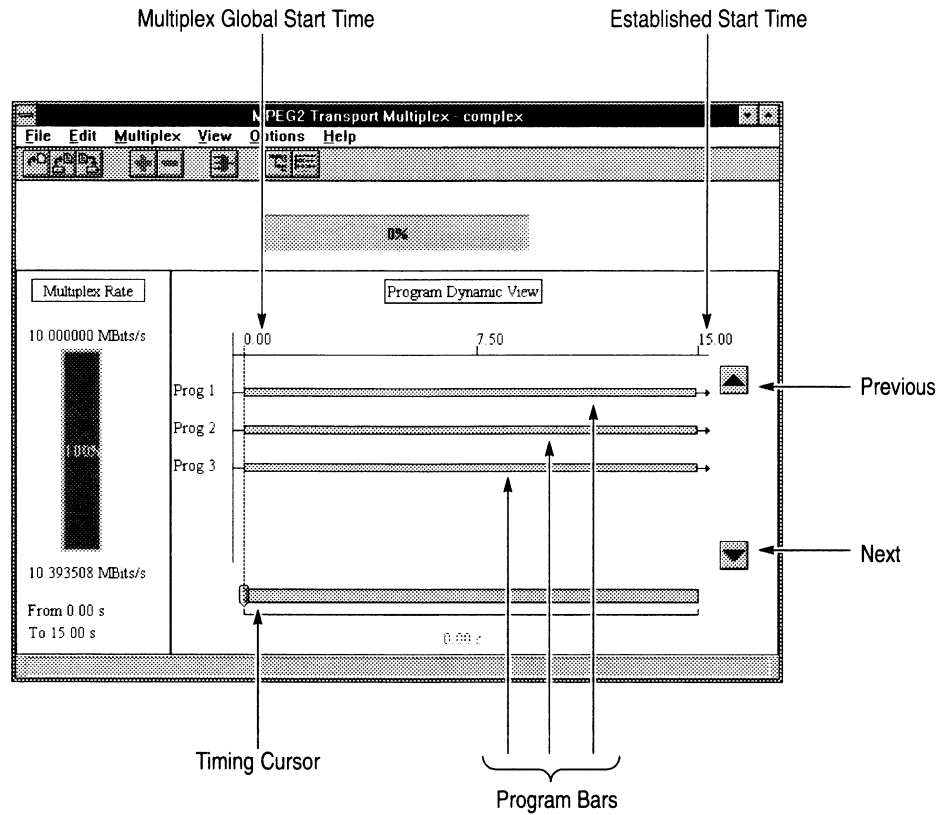 Multiplex Global Start Time
Established Start Time
MPEG2 Transport Multiplex - complex
File Edit Multiplex View Options Help
0%
Multiplex Rate
Program Dynamic View
10.000000 MBits/s
0.00 7.50 15.00
Prog 1
Previous
Prog 2
Prog 3
Next
10 393508 MBits/s
From 0 00 s
To 15.00 s
0.00 s
Timing Cursor
Program Bars